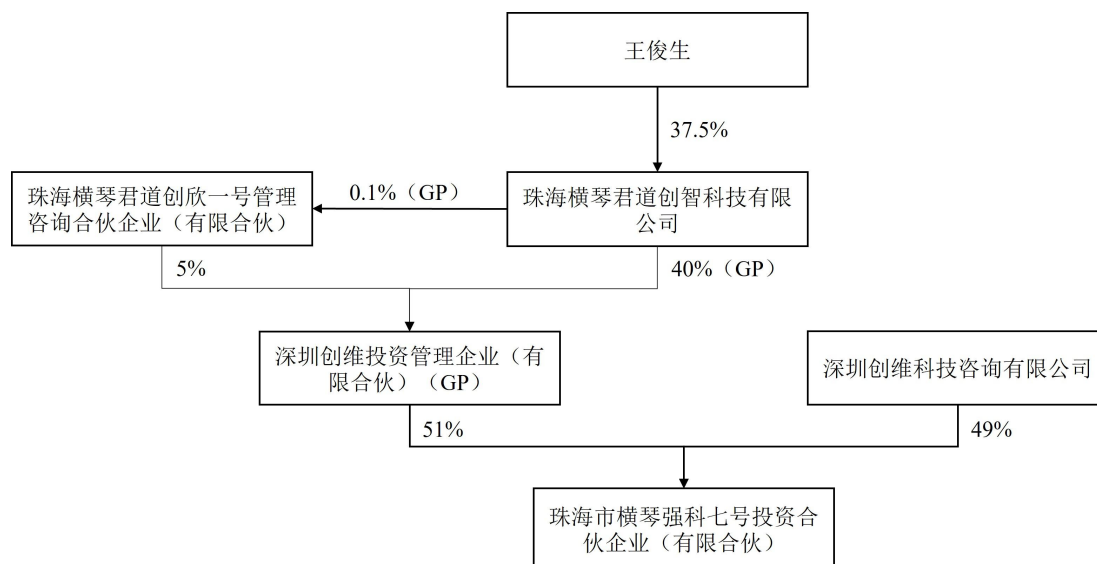 王俊生
37.5%
珠海横琴君道创欣一号管理
咨询合伙企业（有限合伙）
0.1%（GP）
珠海横琴君道创智科技有限
公司
5%
40%（GP）
深圳创维投资管理企业（有
限合伙）（GP）
深圳创维科技咨询有限公司
51%
49%
珠海市横琴强科七号投资合
伙企业（有限合伙）